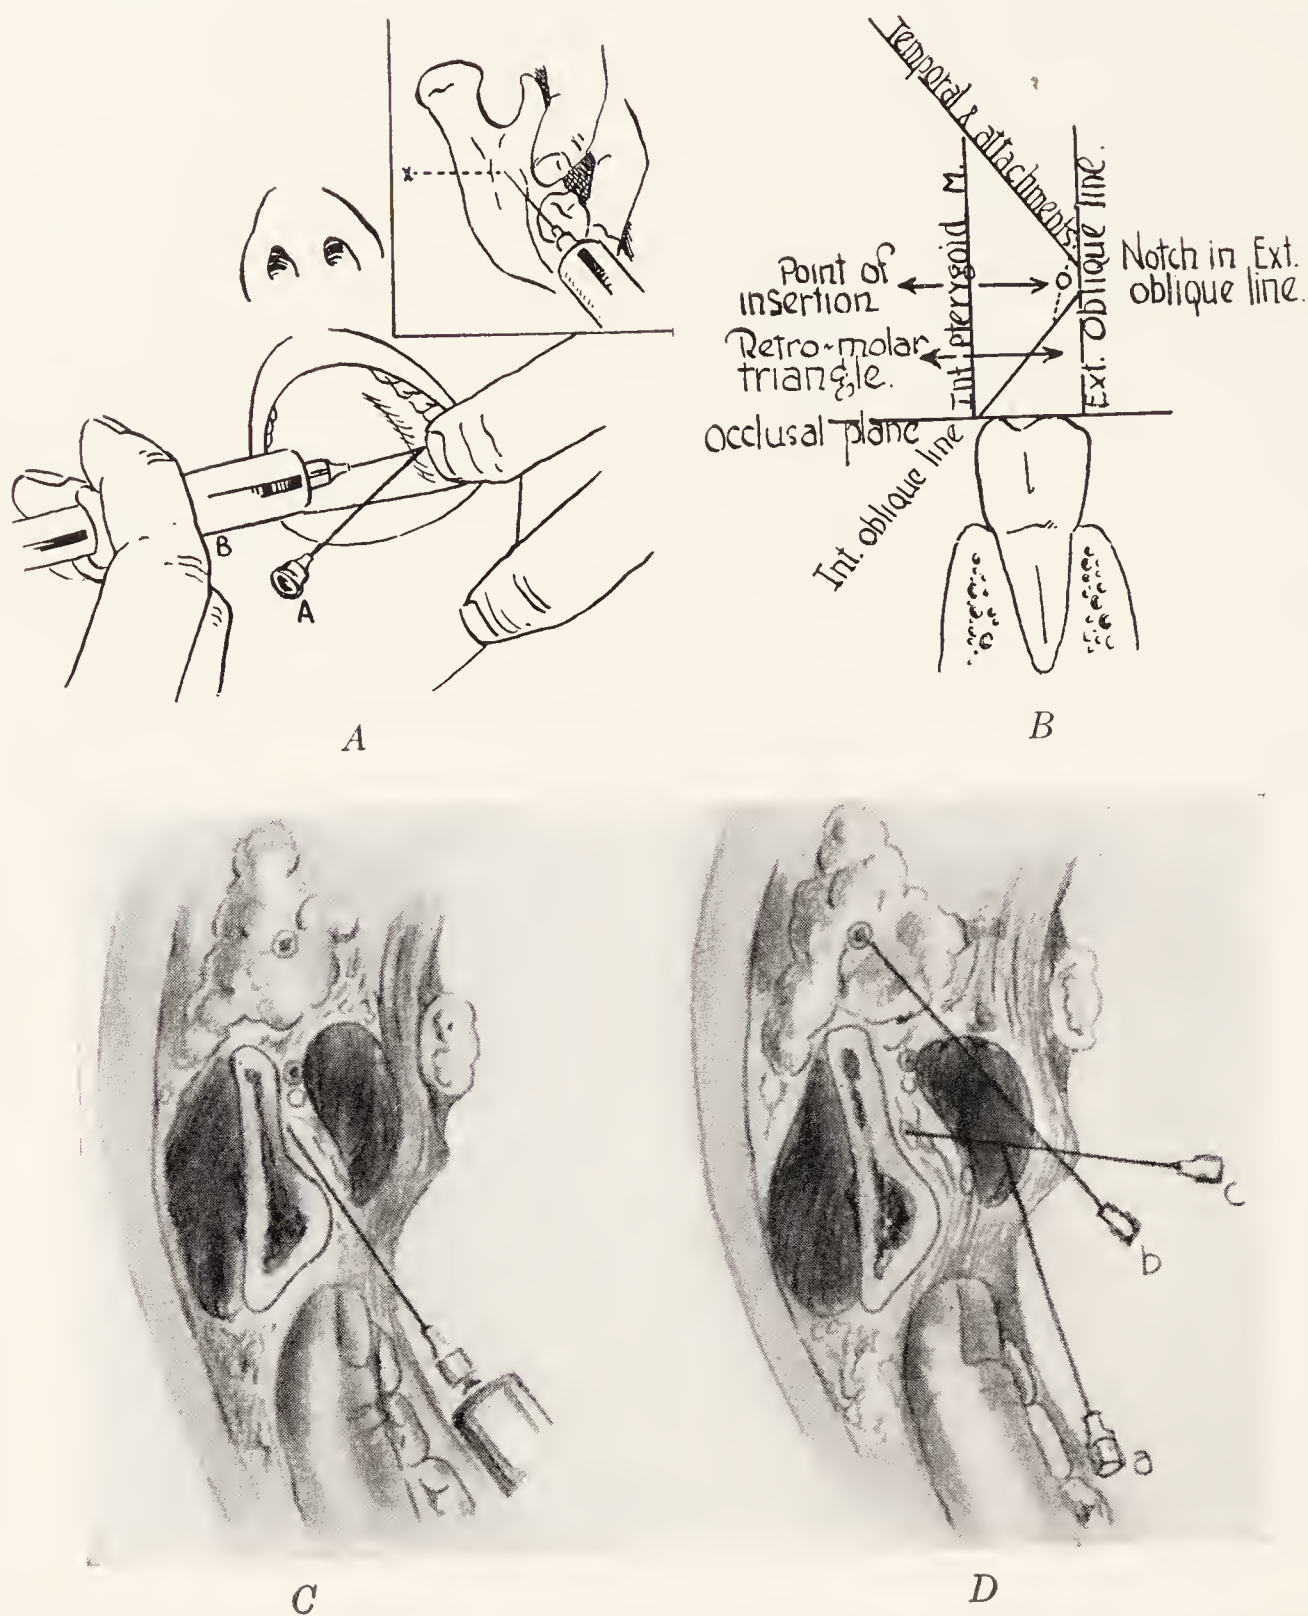 x
B
A
A
Temporal & attachments.
Int. pterygoid M.
Ext. Oblique line.
Point of
insertion
Notch in Ext.
oblique line.
Retro-molar
triangle.
Occlusal plane
Int. oblique line
B
C
c
b
a
D